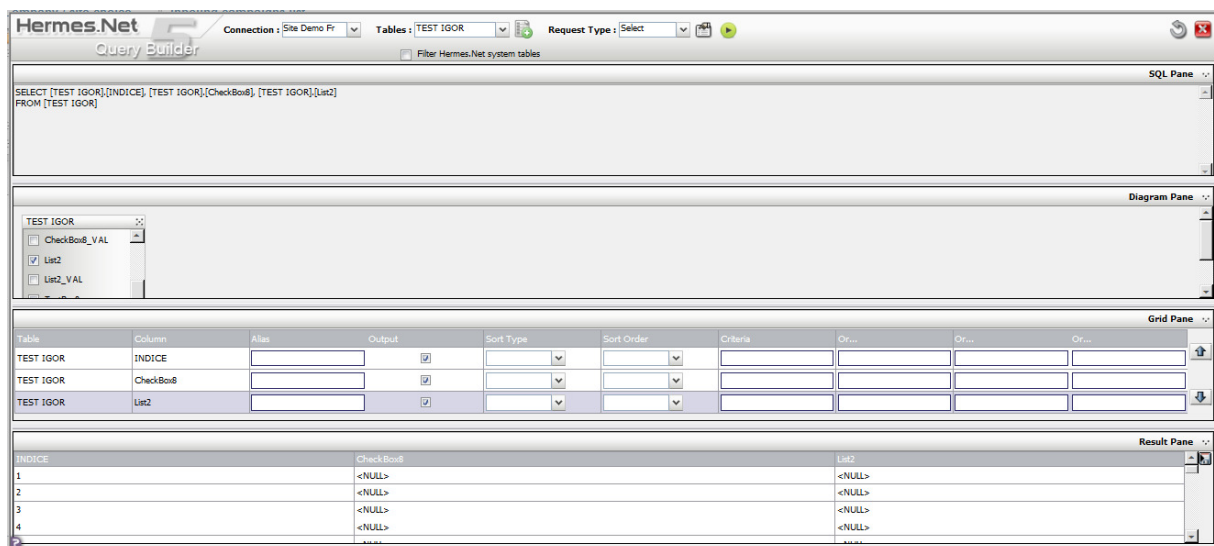 Hermes.Net
5
Query Builder
Connection : Site Demo Fr
Tables : TEST IGOR
Request Type : Select
Filter Hermes.Net system tables
SQL Pane
SELECT [TEST IGOR].[INDICE], [TEST IGOR].[CheckBox8], [TEST IGOR].[List2]
FROM [TEST IGOR]
Diagram Pane
TEST IGOR
CheckBox8_VAL
List2
List2_VAL
Grid Pane
Table Column Alias Output Sort Type Sort Order Criteria Or... Or... Or...
TEST IGOR INDICE
TEST IGOR CheckBox8
TEST IGOR List2
Result Pane
INDICE CheckBox8 List2
1 <NULL> <NULL>
2 <NULL> <NULL>
3 <NULL> <NULL>
4 <NULL> <NULL>
?